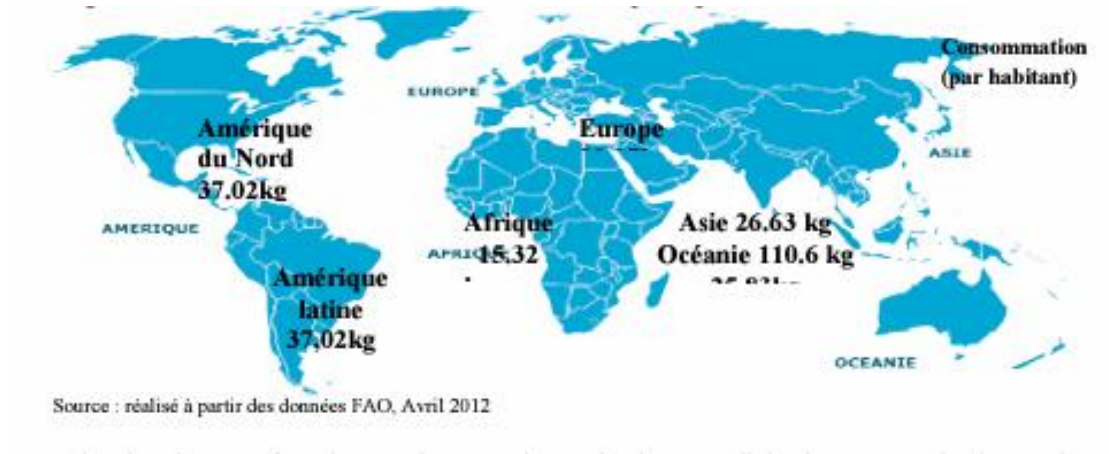 Consommation
(par habitant)
EUROPE
Amérique
du Nord
37.02kg
Europe
ASIE
AMERIQUE
Afrique
15,32
AFRIQUE
Asie 26.63 kg
Océanie 110.6 kg
Amérique
latine
37,02kg
OCEANIE
Source : réalisé à partir des données FAO, Avril 2012